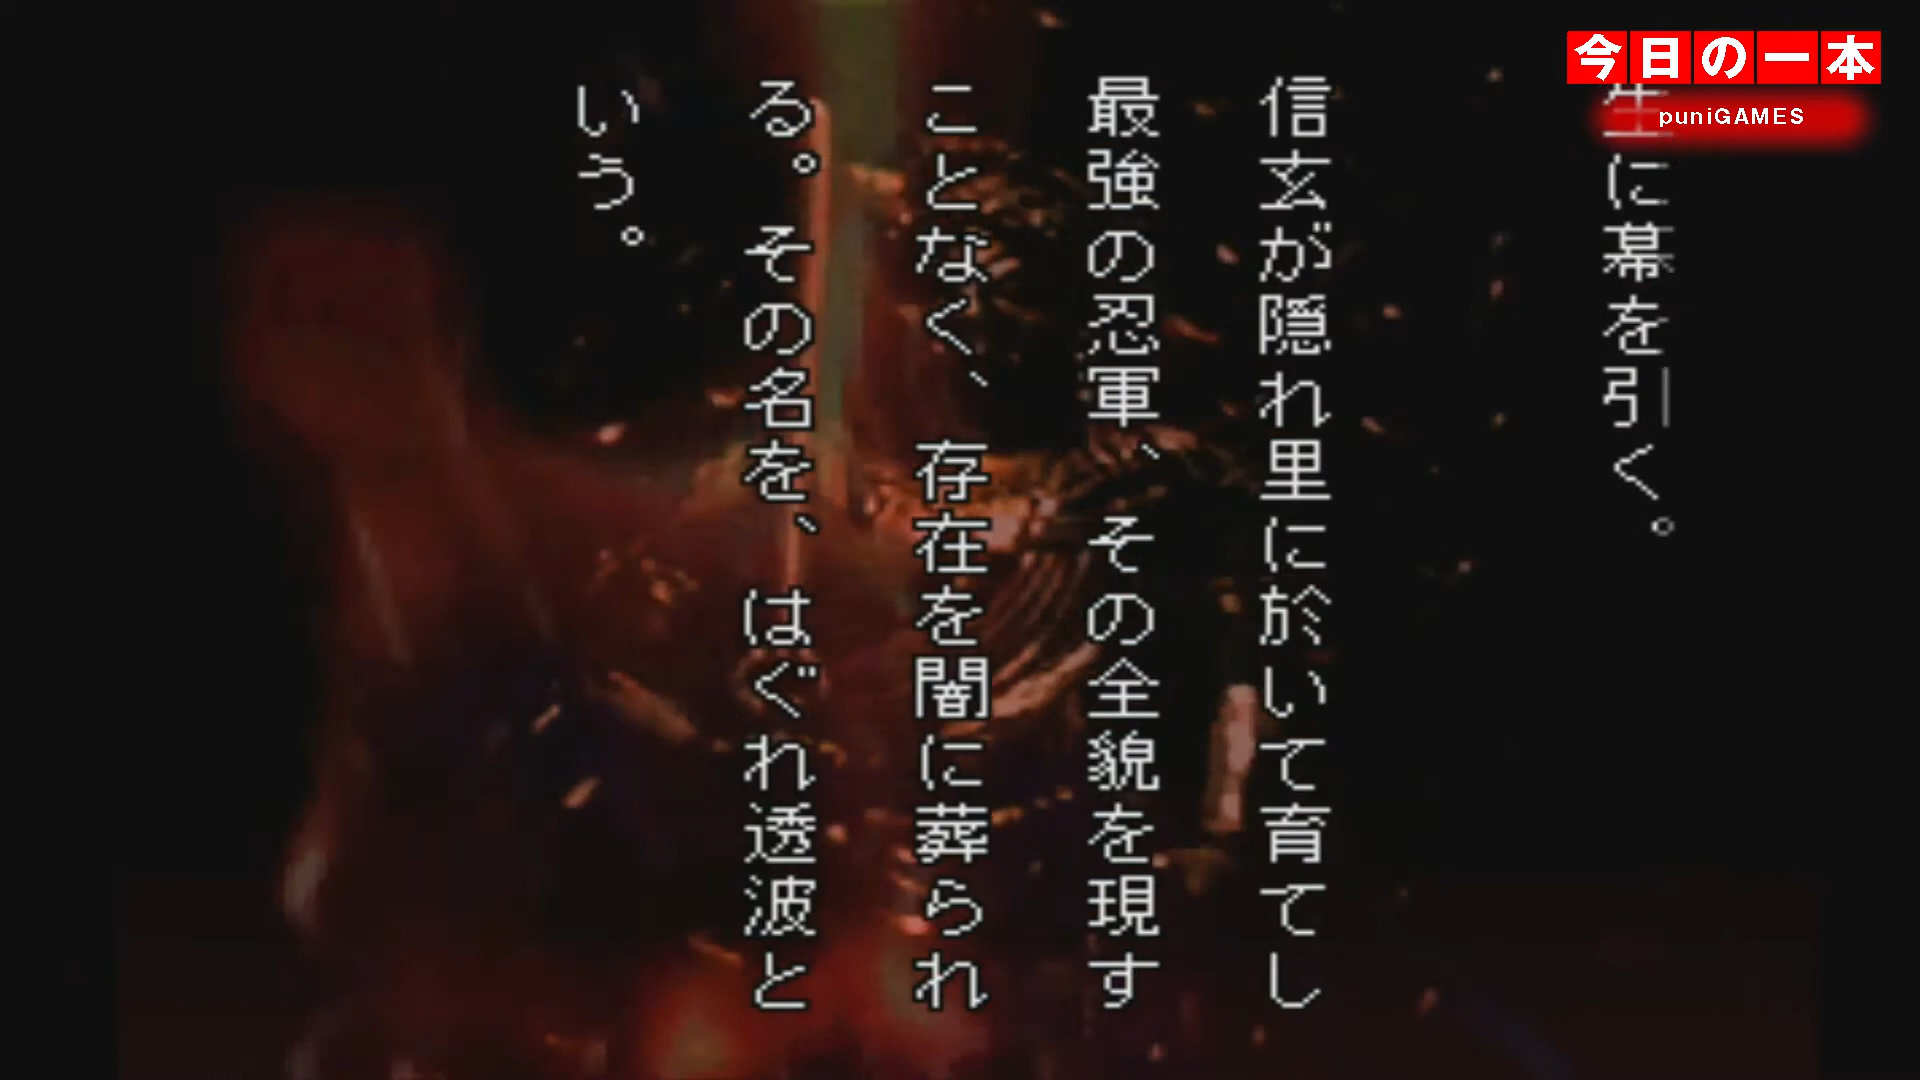 今日の一本
puniGAMES
生に幕を引く。
信玄が隠れ里に於いて育てし
最強の忍軍、その全貌を現す
ことなく、存在を闇に葬られ
る。その名を、はぐれ透波と
いう。